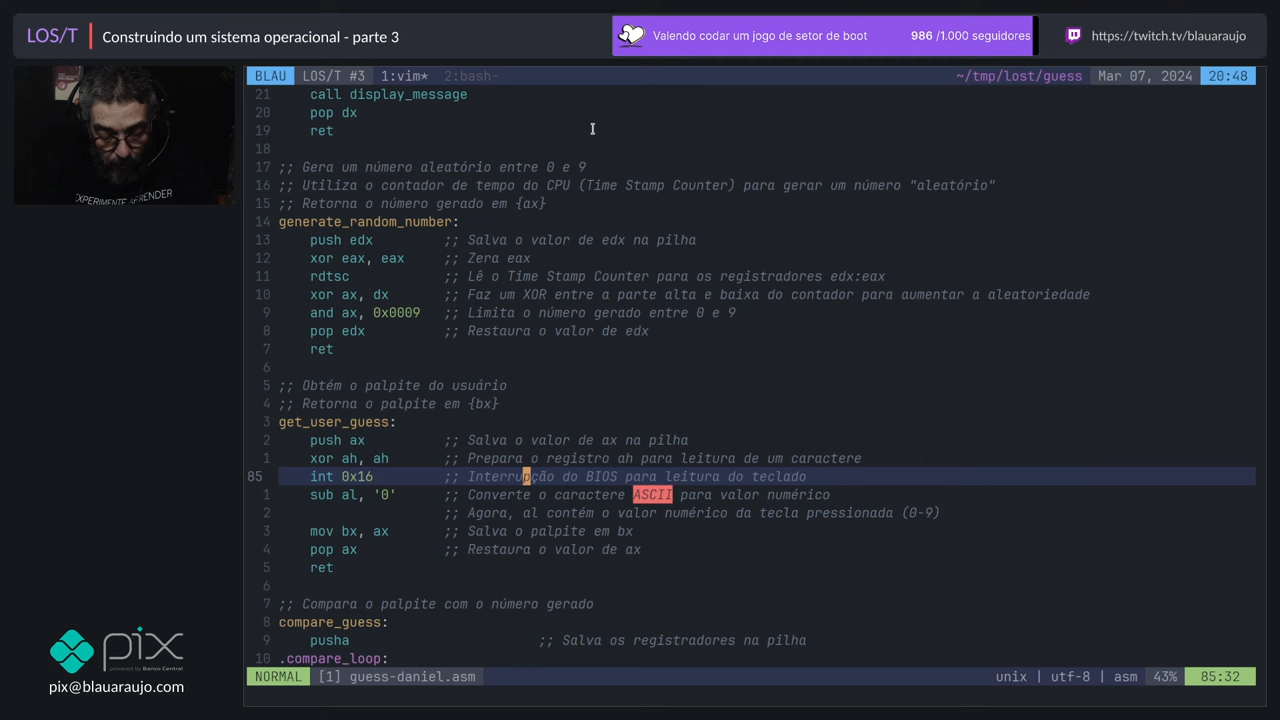 LOS/T Construindo um sistema operacional - parte 3
Valendo codar um jogo de setor de boot 986 /1.000 seguidores
https://twitch.tv/blauaraujo
BLAU LOS/T #3 1:vim* 2:bash- ~/tmp/lost/guess Mar 07, 2024 20:48
21 call display_message
20 pop dx
19 ret
18
17 ;; Gera um número aleatório entre 0 e 9
16 ;; Utiliza o contador de tempo do CPU (Time Stamp Counter) para gerar um número "aleatório"
15 ;; Retorna o número gerado em {ax}
14 generate_random_number:
13 push edx ;; Salva o valor de edx na pilha
12 xor eax, eax ;; Zera eax
11 rdtsc ;; Lê o Time Stamp Counter para os registradores edx:eax
10 xor ax, dx ;; Faz um XOR entre a parte alta e baixa do contador para aumentar a aleatoriedade
9 and ax, 0x0009 ;; Limita o número gerado entre 0 e 9
8 pop edx ;; Restaura o valor de edx
7 ret
6
5 ;; Obtém o palpite do usuário
4 ;; Retorna o palpite em {bx}
3 get_user_guess:
2 push ax ;; Salva o valor de ax na pilha
1 xor ah, ah ;; Prepara o registro ah para leitura de um caractere
85 int 0x16 ;; Interrupção do BIOS para leitura do teclado
1 sub al, '0' ;; Converte o caractere ASCII para valor numérico
2 ;; Agora, al contém o valor numérico da tecla pressionada (0-9)
3 mov bx, ax ;; Salva o palpite em bx
4 pop ax ;; Restaura o valor de ax
5 ret
6
7 ;; Compara o palpite com o número gerado
8 compare_guess:
9 pusha ;; Salva os registradores na pilha
10 .compare_loop:
NORMAL [1] guess-daniel.asm unix | utf-8 | asm 43% 85:32
EXPERIMENTE APRENDER
pix
powered by Banco Central
pix@blauaraujo.com